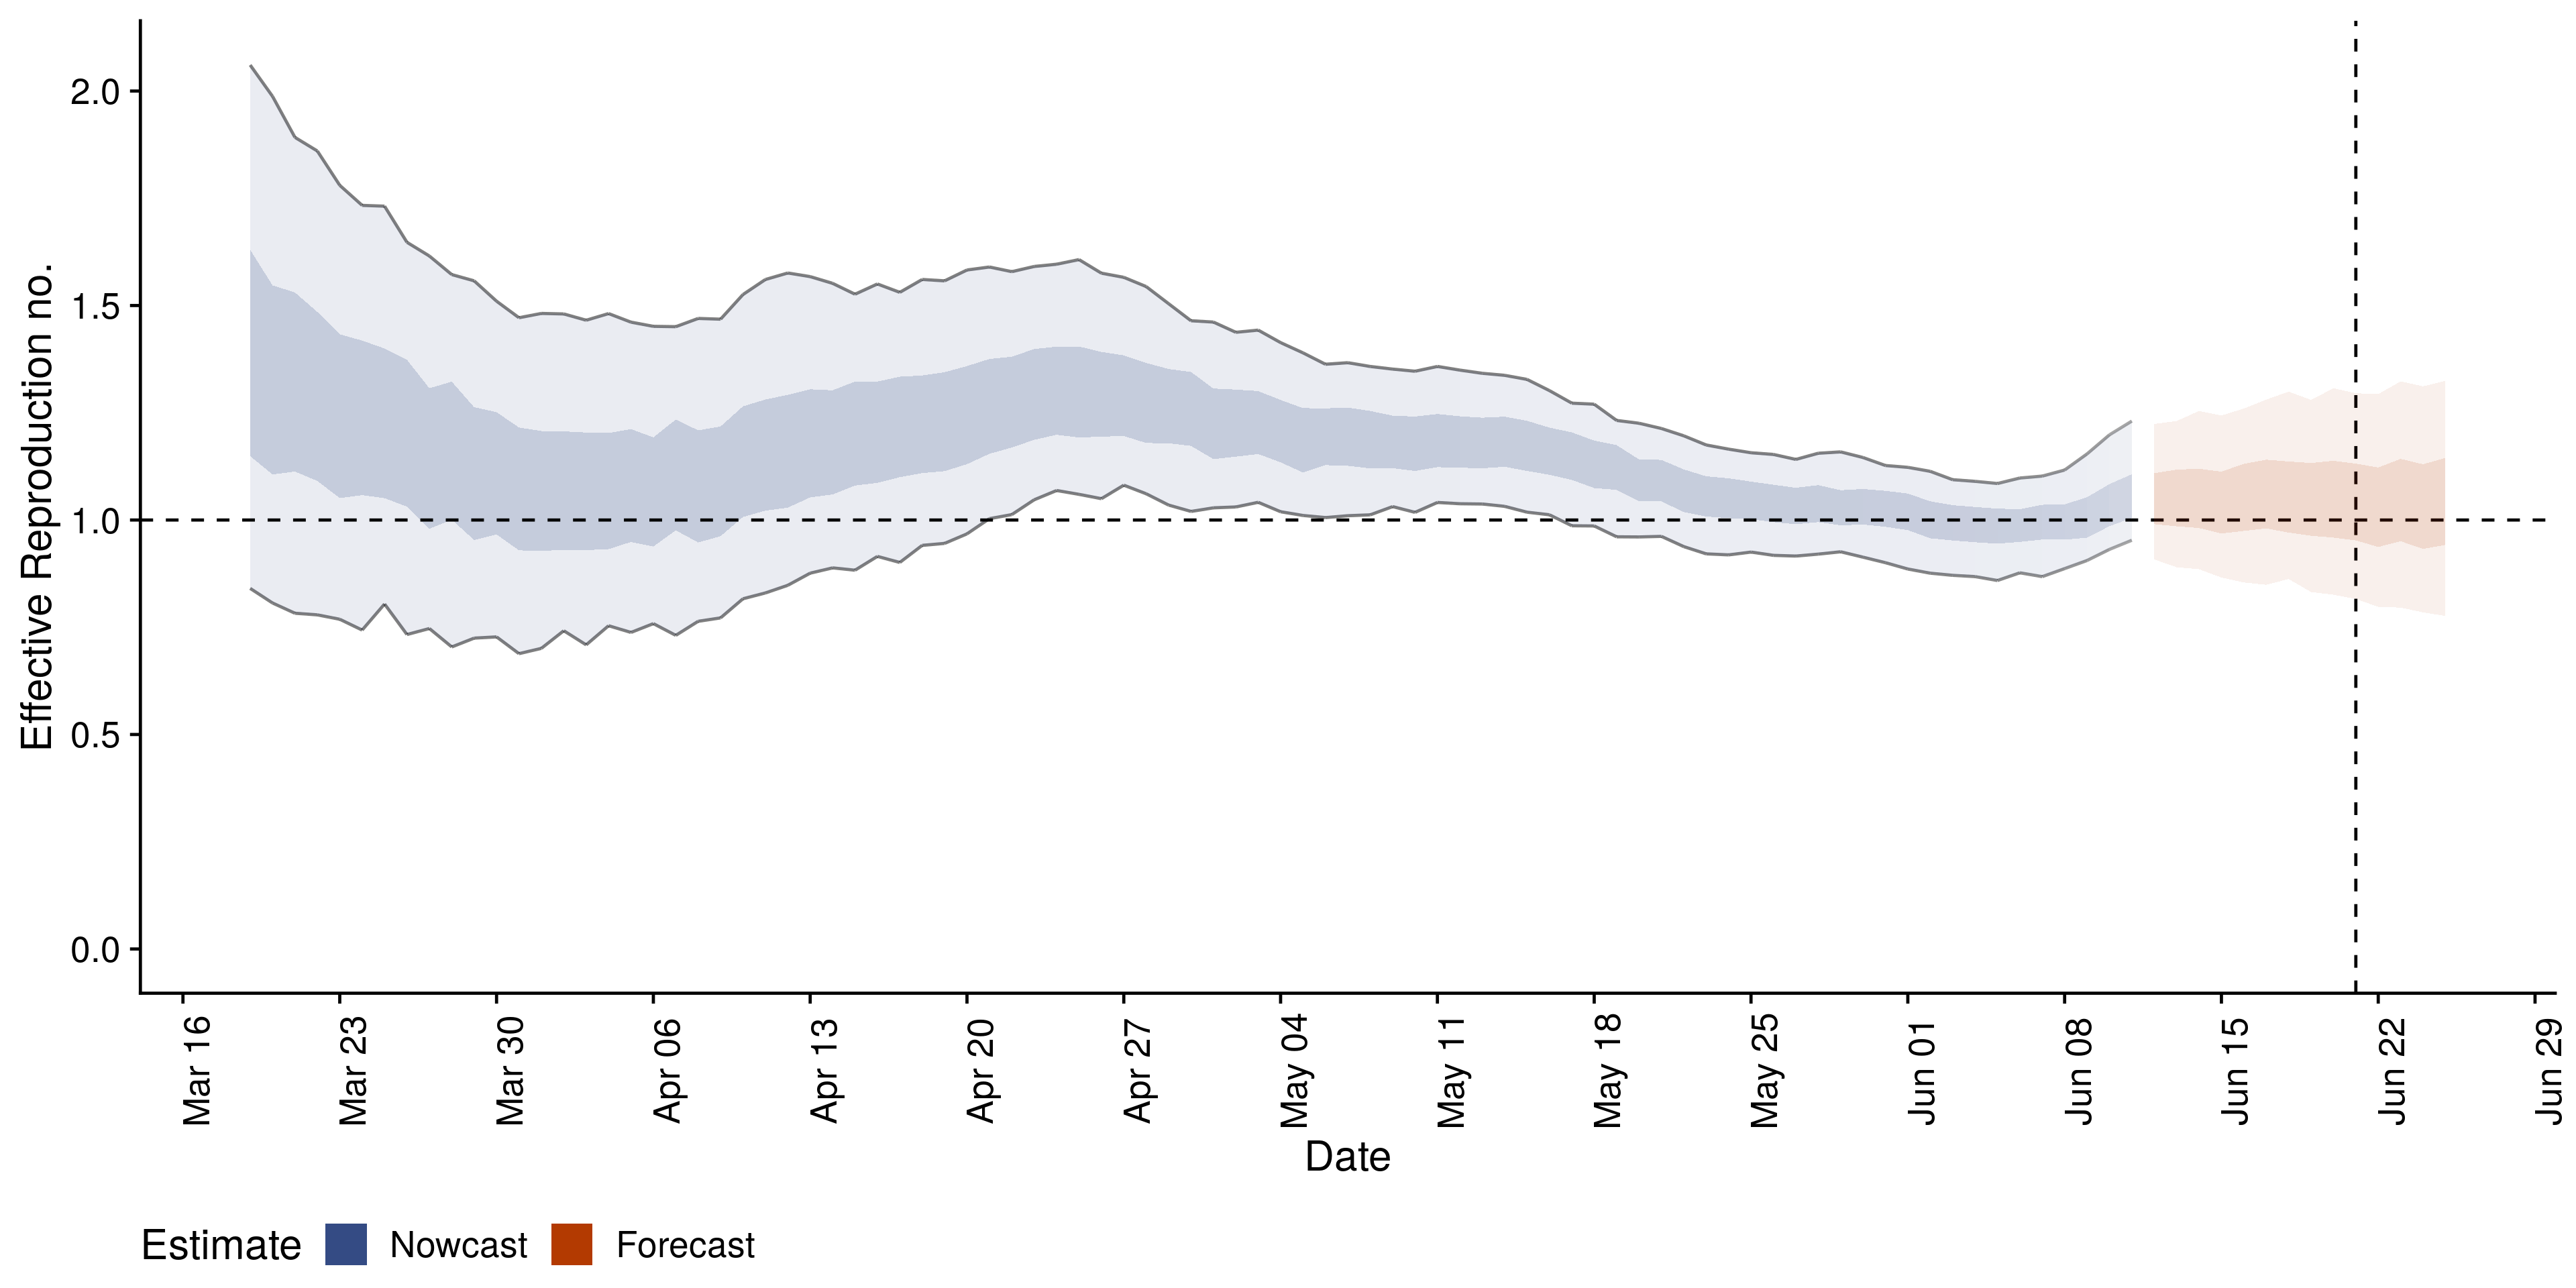 Effective Reproduction no.
2.0
1.5
1.0
0.5
0.0
Mar 16
Mar 23
Mar 30
Apr 06
Apr 13
Apr 20
Apr 27
May 04
May 11
May 18
May 25
Jun 01
Jun 08
Jun 15
Jun 22
Jun 29
Date
Estimate Nowcast Forecast